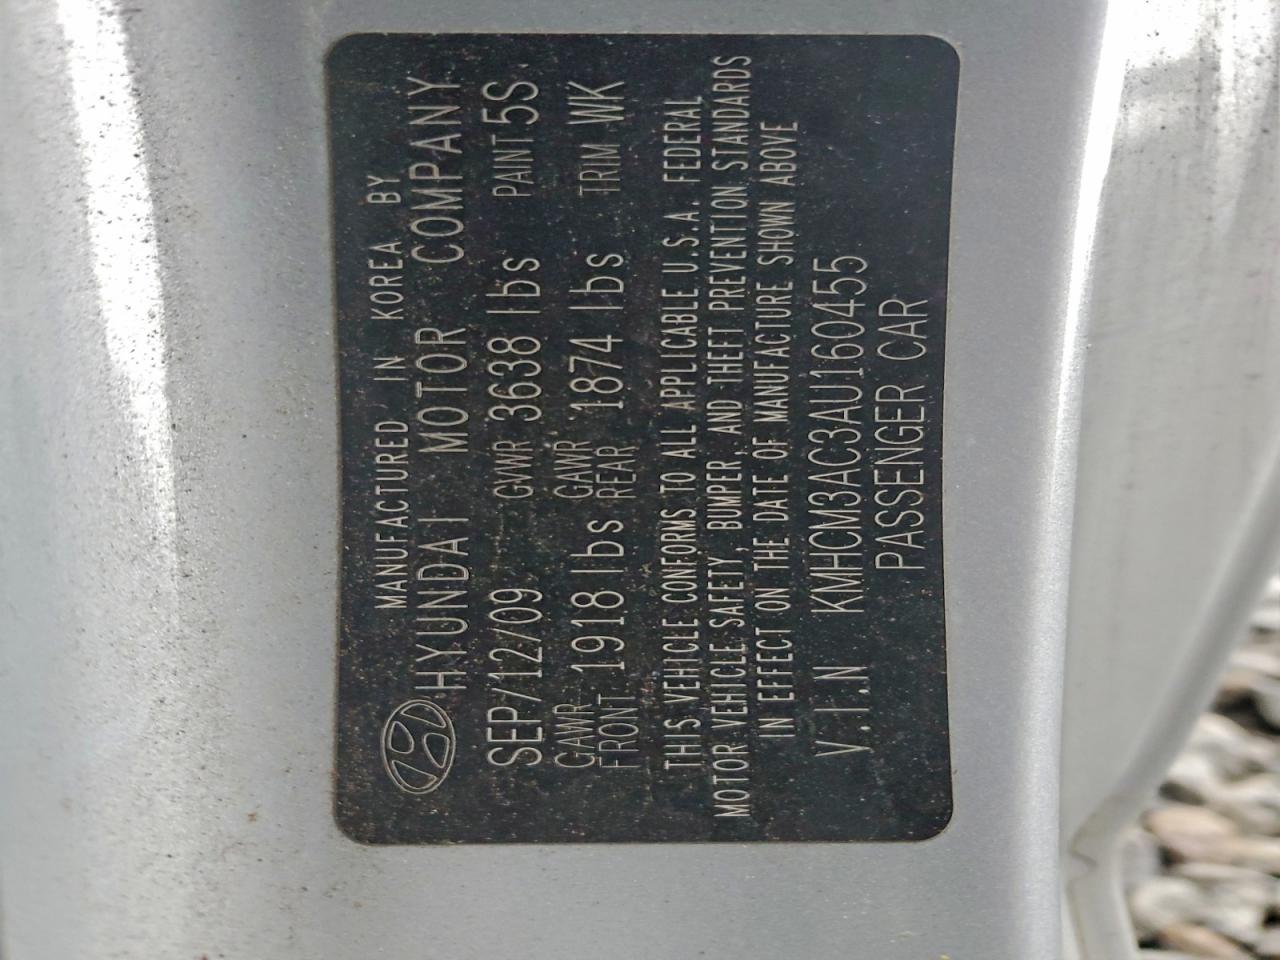 MANUFACTURED IN KOREA BY
HYUNDAI MOTOR COMPANY
SEP/12/09 GVWR 3638 lbs PAINT 5S
GAWR FRONT 1918 lbs GAWR REAR 1874 lbs TRIM WK
THIS VEHICLE CONFORMS TO ALL APPLICABLE U.S.A. FEDERAL
MOTOR VEHICLE SAFETY, BUMPER, AND THEFT PREVENTION STANDARDS
IN EFFECT ON THE DATE OF MANUFACTURE SHOWN ABOVE
V.I.N KMHCM3AC3AU160455
PASSENGER CAR